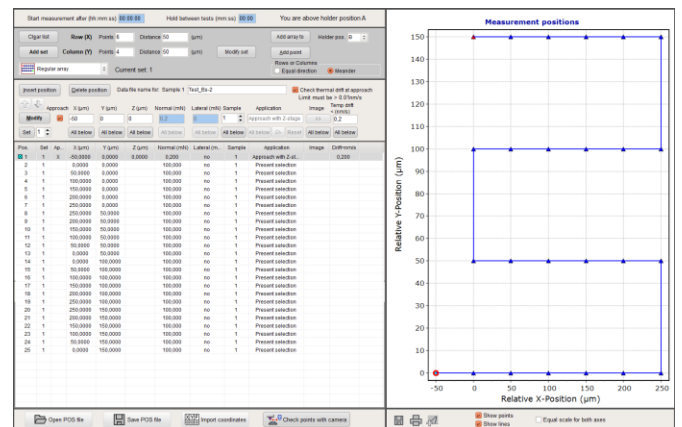 Start measurement after (hh mm ss) 00 00 00 Hold between tests (mm ss) 00 00 You are above holder position A
Clear list Row (X) Points 6 Distance 50 (µm) Add array to Holder pos.
Add set Column (Y) Points 4 Distance 50 (µm) Modify set Add point
Rows or Columns
Regular array Current set: 1 Equal direction Meander
Insert position Delete position Data file name for: Sample 1 Test_Bs-2 Check thermal drift at approach
Limit must be > 0.01nm/s
Approach X (µm) Y (µm) Z (µm) Normal (mN) Lateral (mN) Sample Application Image Temp drift
< (nm/s)
Modify -50 0 0 0,2 0 1 Approach with Z-stage 0,2
Set 1 All below All below All below All below All below All below Reset All below All below
Pos. Set Ap... X (µm) Y (µm) Z (µm) Normal (mN) Lateral (m... Sample Application Image Drift<nm/s
1 1 X -50,0000 0,0000 0,0000 0,200 no 1 Approach with Z-st... 0,200
2 1 0,0000 0,0000 100,000 no 1 Present selection
3 1 50,0000 0,0000 100,000 no 1 Present selection
4 1 100,0000 0,0000 100,000 no 1 Present selection
5 1 150,0000 0,0000 100,000 no 1 Present selection
6 1 200,0000 0,0000 100,000 no 1 Present selection
7 1 250,0000 0,0000 100,000 no 1 Present selection
8 1 250,0000 50,0000 100,000 no 1 Present selection
9 1 200,0000 50,0000 100,000 no 1 Present selection
10 1 150,0000 50,0000 100,000 no 1 Present selection
11 1 100,0000 50,0000 100,000 no 1 Present selection
12 1 50,0000 50,0000 100,000 no 1 Present selection
13 1 0,0000 50,0000 100,000 no 1 Present selection
14 1 0,0000 100,0000 100,000 no 1 Present selection
15 1 50,0000 100,0000 100,000 no 1 Present selection
16 1 100,0000 100,0000 100,000 no 1 Present selection
17 1 150,0000 100,0000 100,000 no 1 Present selection
18 1 200,0000 100,0000 100,000 no 1 Present selection
19 1 250,0000 100,0000 100,000 no 1 Present selection
20 1 250,0000 150,0000 100,000 no 1 Present selection
21 1 200,0000 150,0000 100,000 no 1 Present selection
22 1 150,0000 150,0000 100,000 no 1 Present selection
23 1 100,0000 150,0000 100,000 no 1 Present selection
24 1 50,0000 150,0000 100,000 no 1 Present selection
25 1 0,0000 150,0000 100,000 no 1 Present selection
Open POS file Save POS file Import coordinates Check points with camera
Measurement positions
150
140
130
120
110
100
90
80
70
60
50
40
30
20
10
0
Relative Y-Position (µm)
-50 0 50 100 150 200 250
Relative X-Position (µm)
Show points Equal scale for both axes
Show lines